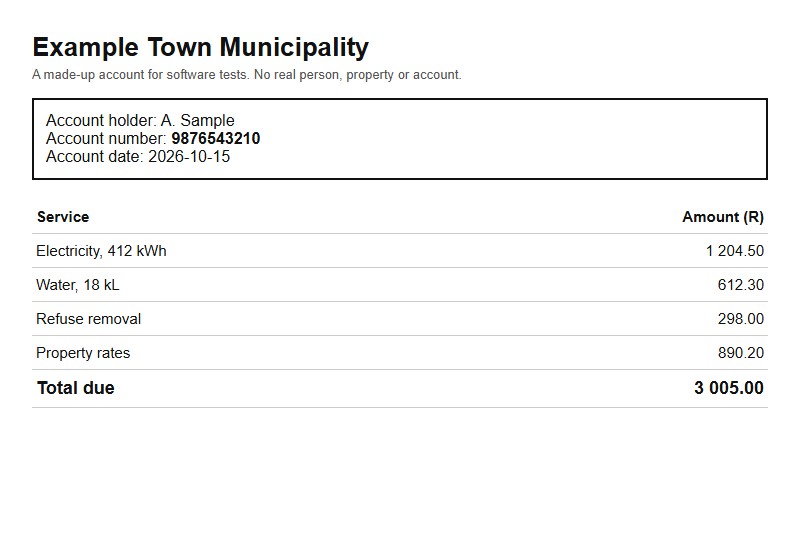 Example Town Municipality
A made-up account for software tests. No real person, property or account.
Account holder: A. Sample
Account number: 9876543210
Account date: 2026-10-15
Service Amount (R)
Electricity, 412 kWh 1 204.50
Water, 18 kL 612.30
Refuse removal 298.00
Property rates 890.20
Total due 3 005.00